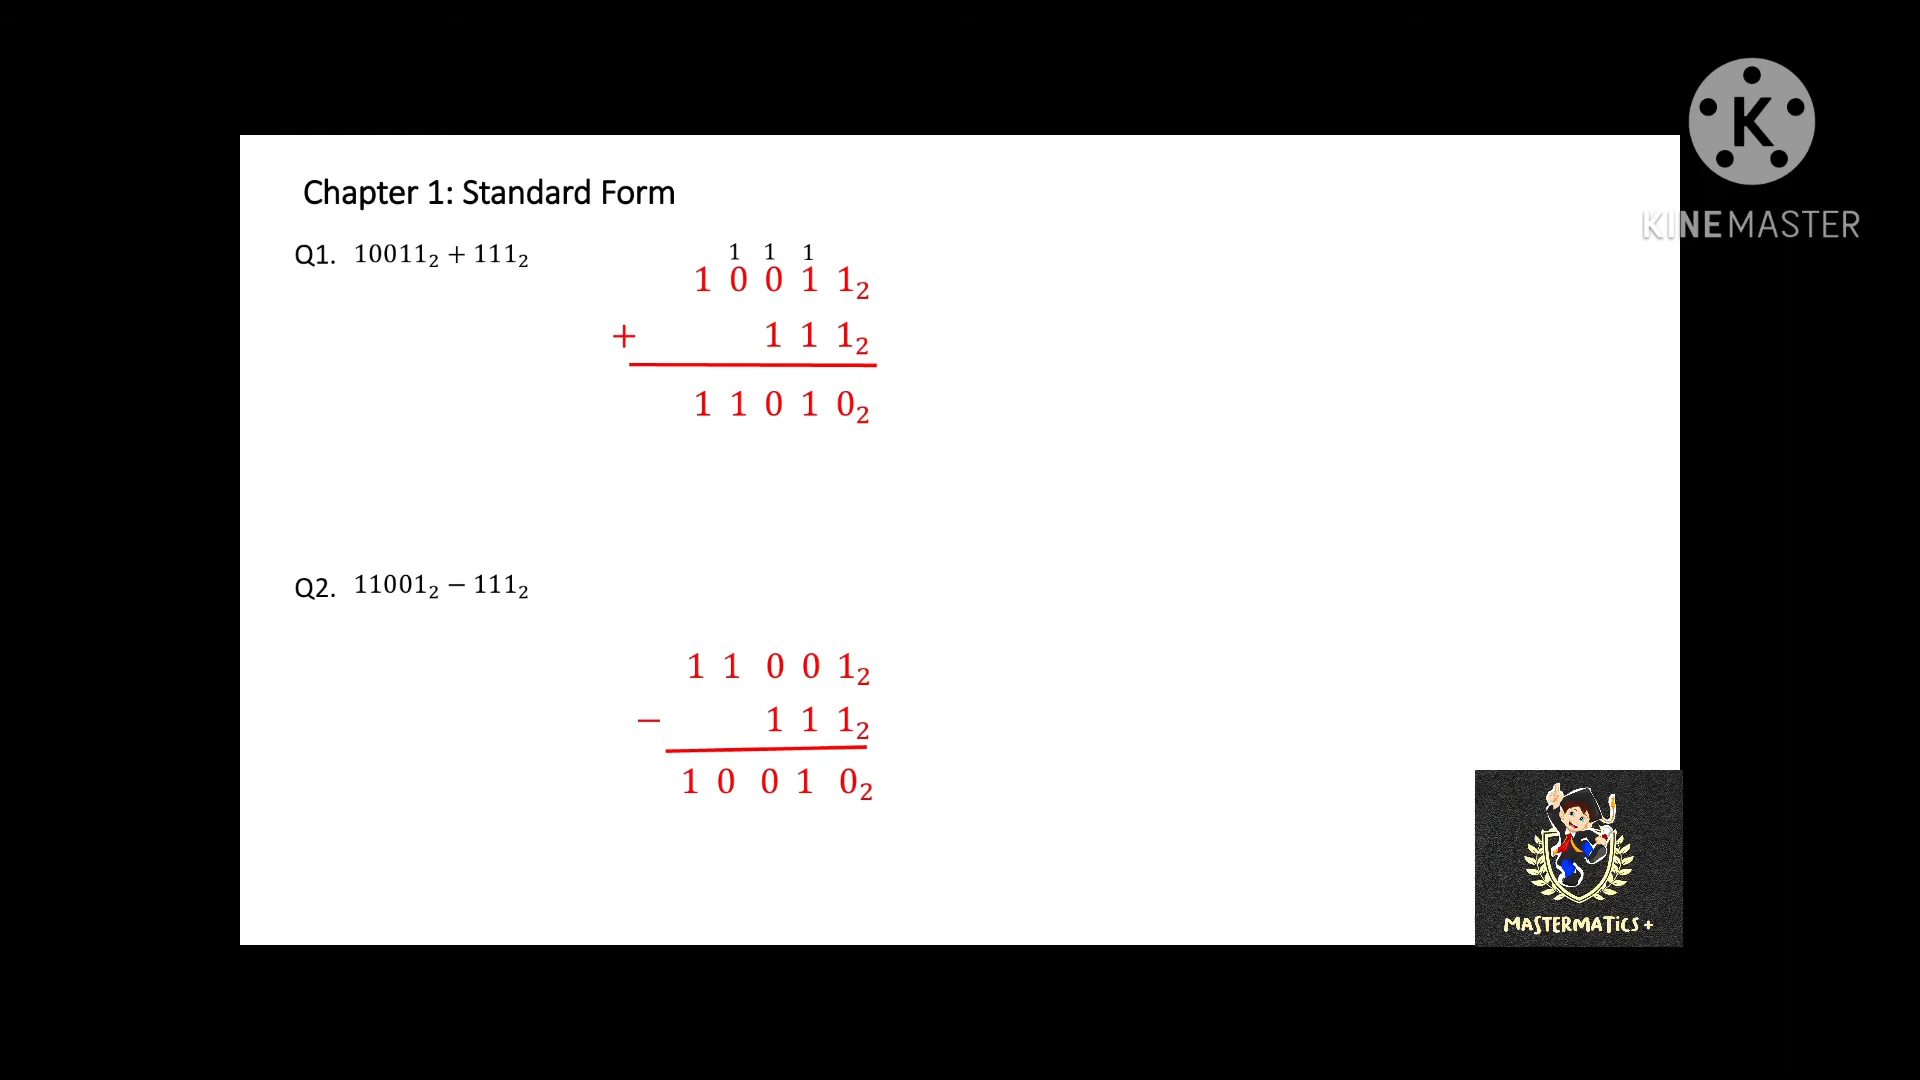 Chapter 1: Standard Form
Q1. 10011₂ + 111₂
1 1 1
1 0 0 1 1₂
+ 1 1 1₂
1 1 0 1 0₂
Q2. 11001₂ − 111₂
1 1 0 0 1₂
− 1 1 1₂
1 0 0 1 0₂
K
KINEMASTER
MASTERMATiCS +